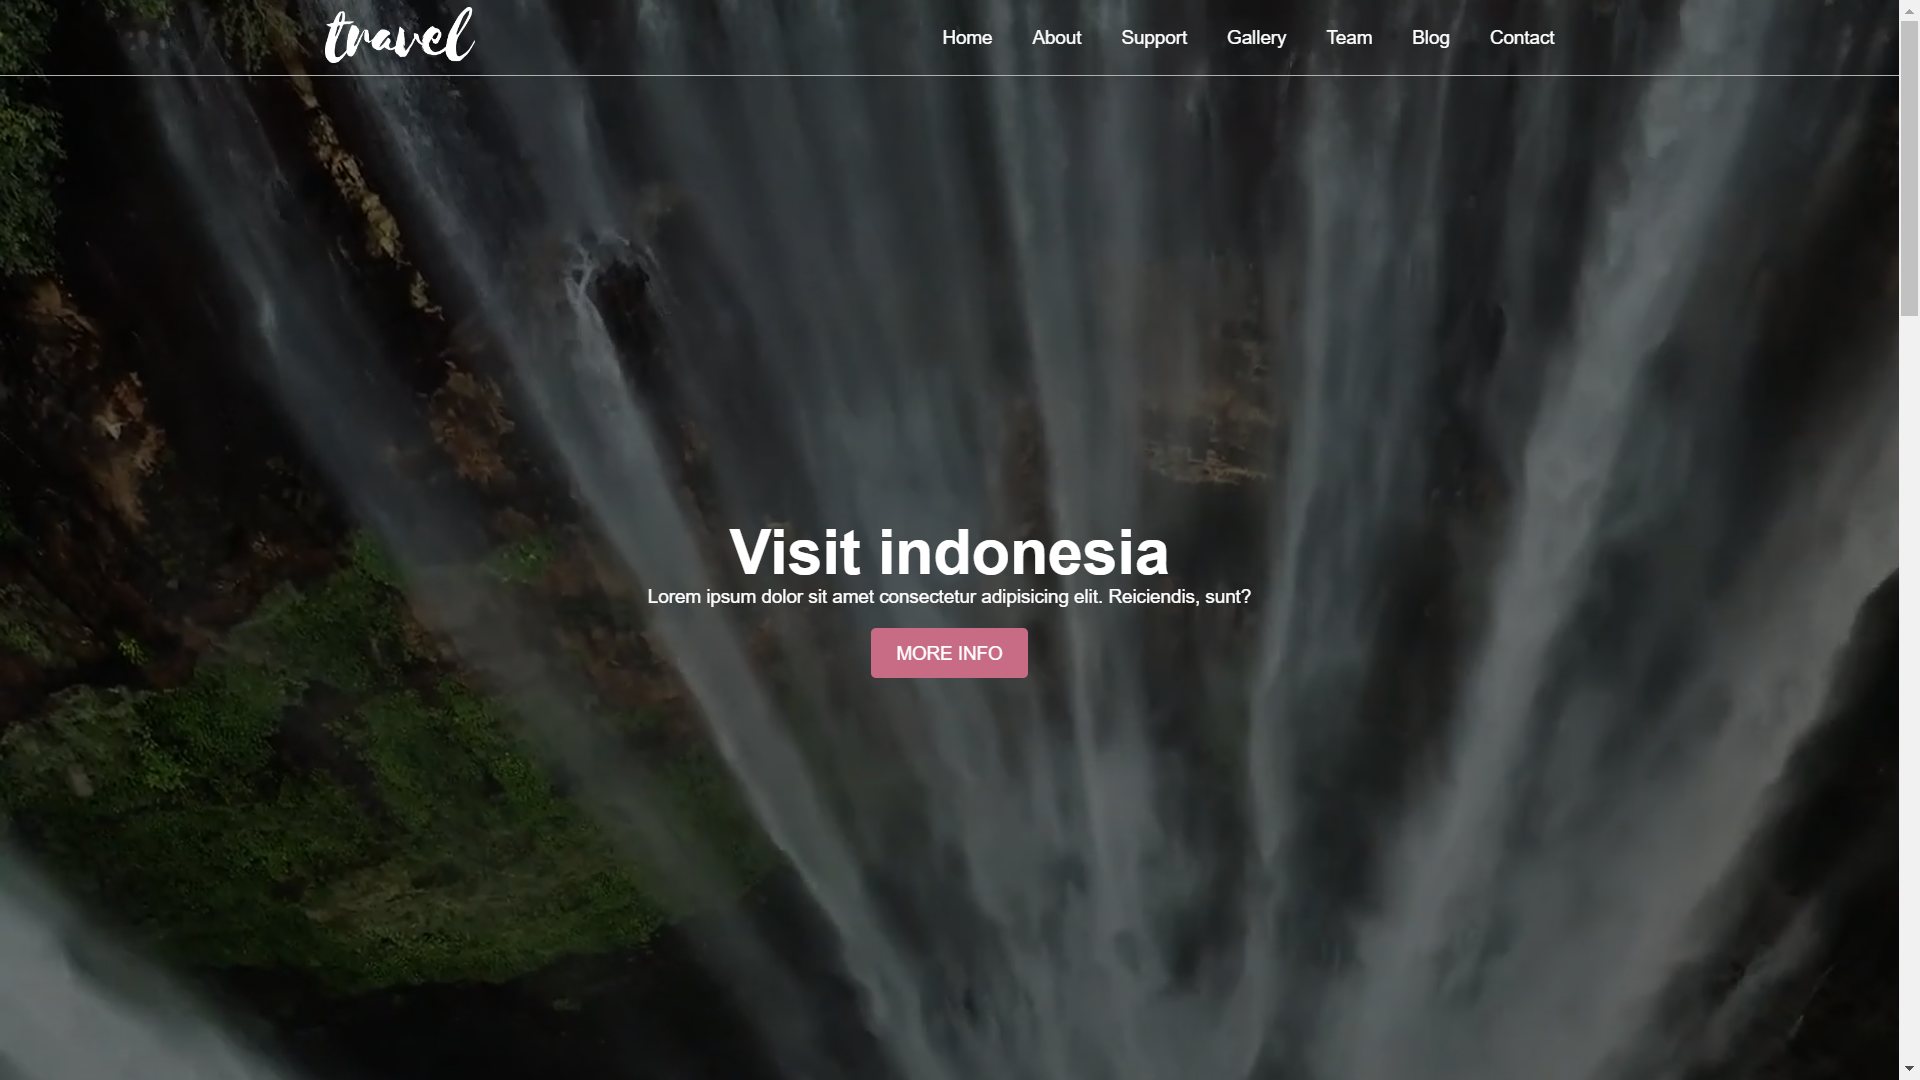 travel
Home About Support Gallery Team Blog Contact
Visit indonesia
Lorem ipsum dolor sit amet consectetur adipisicing elit. Reiciendis, sunt?
MORE INFO